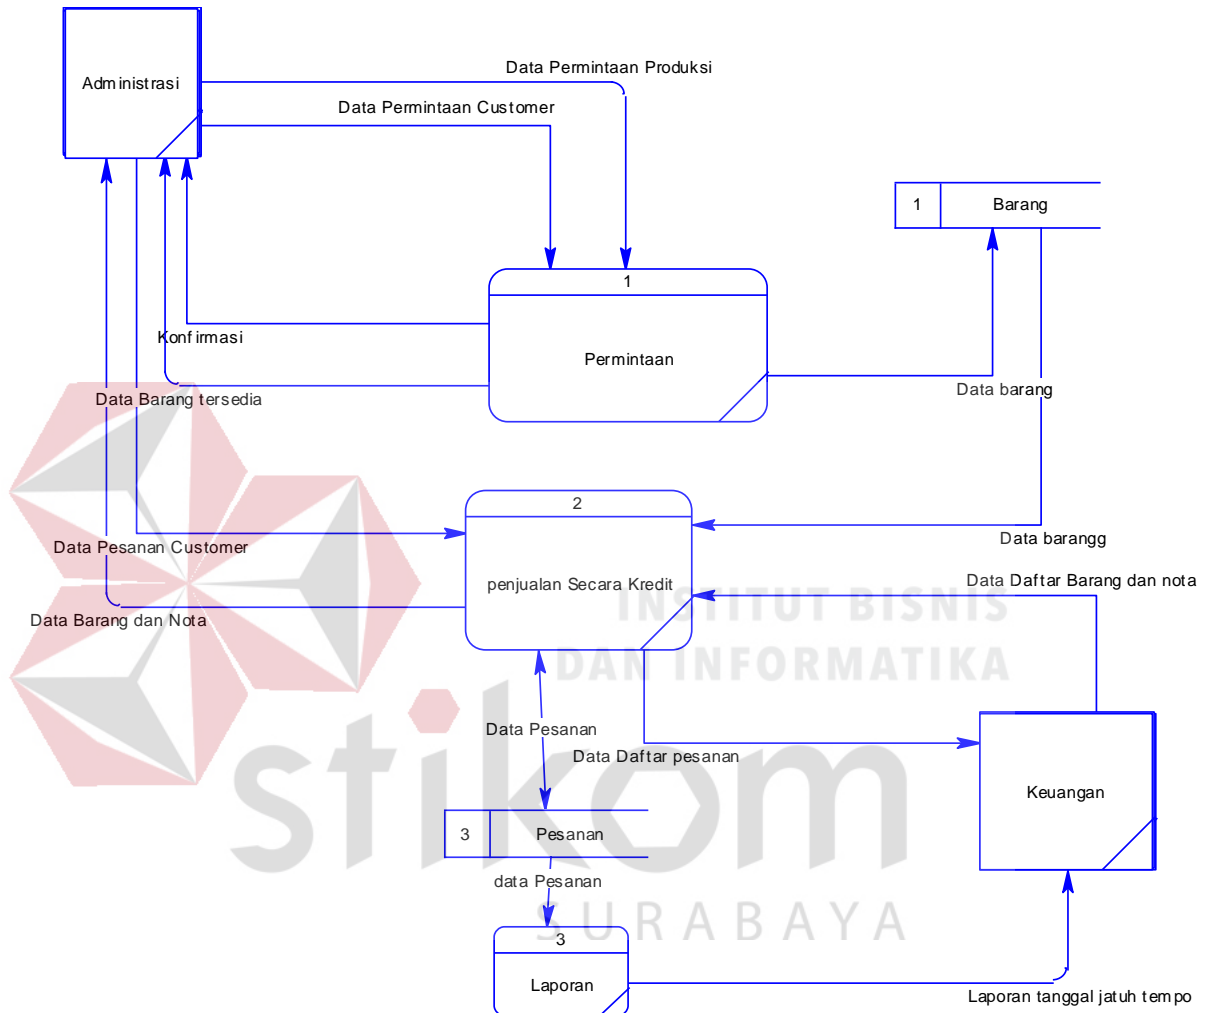 Administrasi
Data Permintaan Produksi
Data Permintaan Customer
1
Barang
1
Permintaan
Konfirmasi
Data Barang tersedia
Data barang
2
penjualan Secara Kredit
Data Pesanan Customer
Data barangg
Data Daftar Barang dan nota
Data Barang dan Nota
INSTITUT BISNIS
DAN INFORMATIKA
stikom
SURABAYA
Data Pesanan
Data Daftar pesanan
Keuangan
3
Pesanan
data Pesanan
3
Laporan
Laporan tanggal jatuh tempo